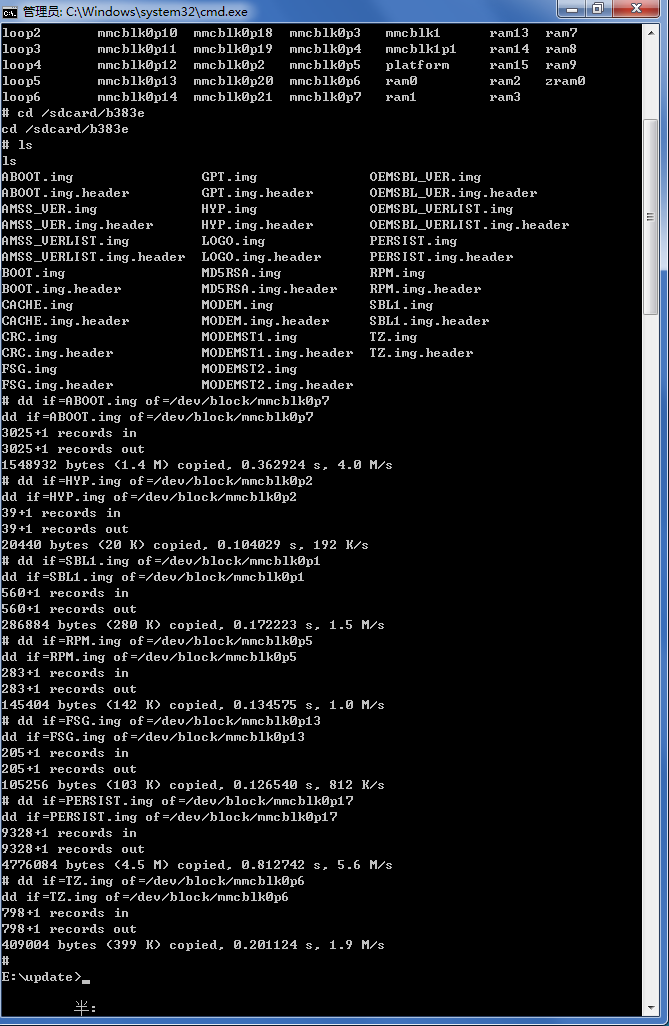 管理员: C:\Windows\system32\cmd.exe
loop2 mmcblk0p10 mmcblk0p18 mmcblk0p3 mmcblk1 ram13 ram7
loop3 mmcblk0p11 mmcblk0p19 mmcblk0p4 mmcblk1p1 ram14 ram8
loop4 mmcblk0p12 mmcblk0p2 mmcblk0p5 platform ram15 ram9
loop5 mmcblk0p13 mmcblk0p20 mmcblk0p6 ram0 ram2 zram0
loop6 mmcblk0p14 mmcblk0p21 mmcblk0p7 ram1 ram3
# cd /sdcard/b383e
cd /sdcard/b383e
# ls
ls
ABOOT.img GPT.img OEMSBL_VER.img
ABOOT.img.header GPT.img.header OEMSBL_VER.img.header
AMSS_VER.img HYP.img OEMSBL_VERLIST.img
AMSS_VER.img.header HYP.img.header OEMSBL_VERLIST.img.header
AMSS_VERLIST.img LOGO.img PERSIST.img
AMSS_VERLIST.img.header LOGO.img.header PERSIST.img.header
BOOT.img MD5RSA.img RPM.img
BOOT.img.header MD5RSA.img.header RPM.img.header
CACHE.img MODEM.img SBL1.img
CACHE.img.header MODEM.img.header SBL1.img.header
CRC.img MODEMST1.img TZ.img
CRC.img.header MODEMST1.img.header TZ.img.header
FSG.img MODEMST2.img
FSG.img.header MODEMST2.img.header
# dd if=ABOOT.img of=/dev/block/mmcblk0p7
dd if=ABOOT.img of=/dev/block/mmcblk0p7
3025+1 records in
3025+1 records out
1548932 bytes (1.4 M) copied, 0.362924 s, 4.0 M/s
# dd if=HYP.img of=/dev/block/mmcblk0p2
dd if=HYP.img of=/dev/block/mmcblk0p2
39+1 records in
39+1 records out
20440 bytes (20 K) copied, 0.104029 s, 192 K/s
# dd if=SBL1.img of=/dev/block/mmcblk0p1
dd if=SBL1.img of=/dev/block/mmcblk0p1
560+1 records in
560+1 records out
286884 bytes (280 K) copied, 0.172223 s, 1.5 M/s
# dd if=RPM.img of=/dev/block/mmcblk0p5
dd if=RPM.img of=/dev/block/mmcblk0p5
283+1 records in
283+1 records out
145404 bytes (142 K) copied, 0.134575 s, 1.0 M/s
# dd if=FSG.img of=/dev/block/mmcblk0p13
dd if=FSG.img of=/dev/block/mmcblk0p13
205+1 records in
205+1 records out
105256 bytes (103 K) copied, 0.126540 s, 812 K/s
# dd if=PERSIST.img of=/dev/block/mmcblk0p17
dd if=PERSIST.img of=/dev/block/mmcblk0p17
9328+1 records in
9328+1 records out
4776084 bytes (4.5 M) copied, 0.812742 s, 5.6 M/s
# dd if=TZ.img of=/dev/block/mmcblk0p6
dd if=TZ.img of=/dev/block/mmcblk0p6
798+1 records in
798+1 records out
409004 bytes (399 K) copied, 0.201124 s, 1.9 M/s
#
E:\update>_
半: